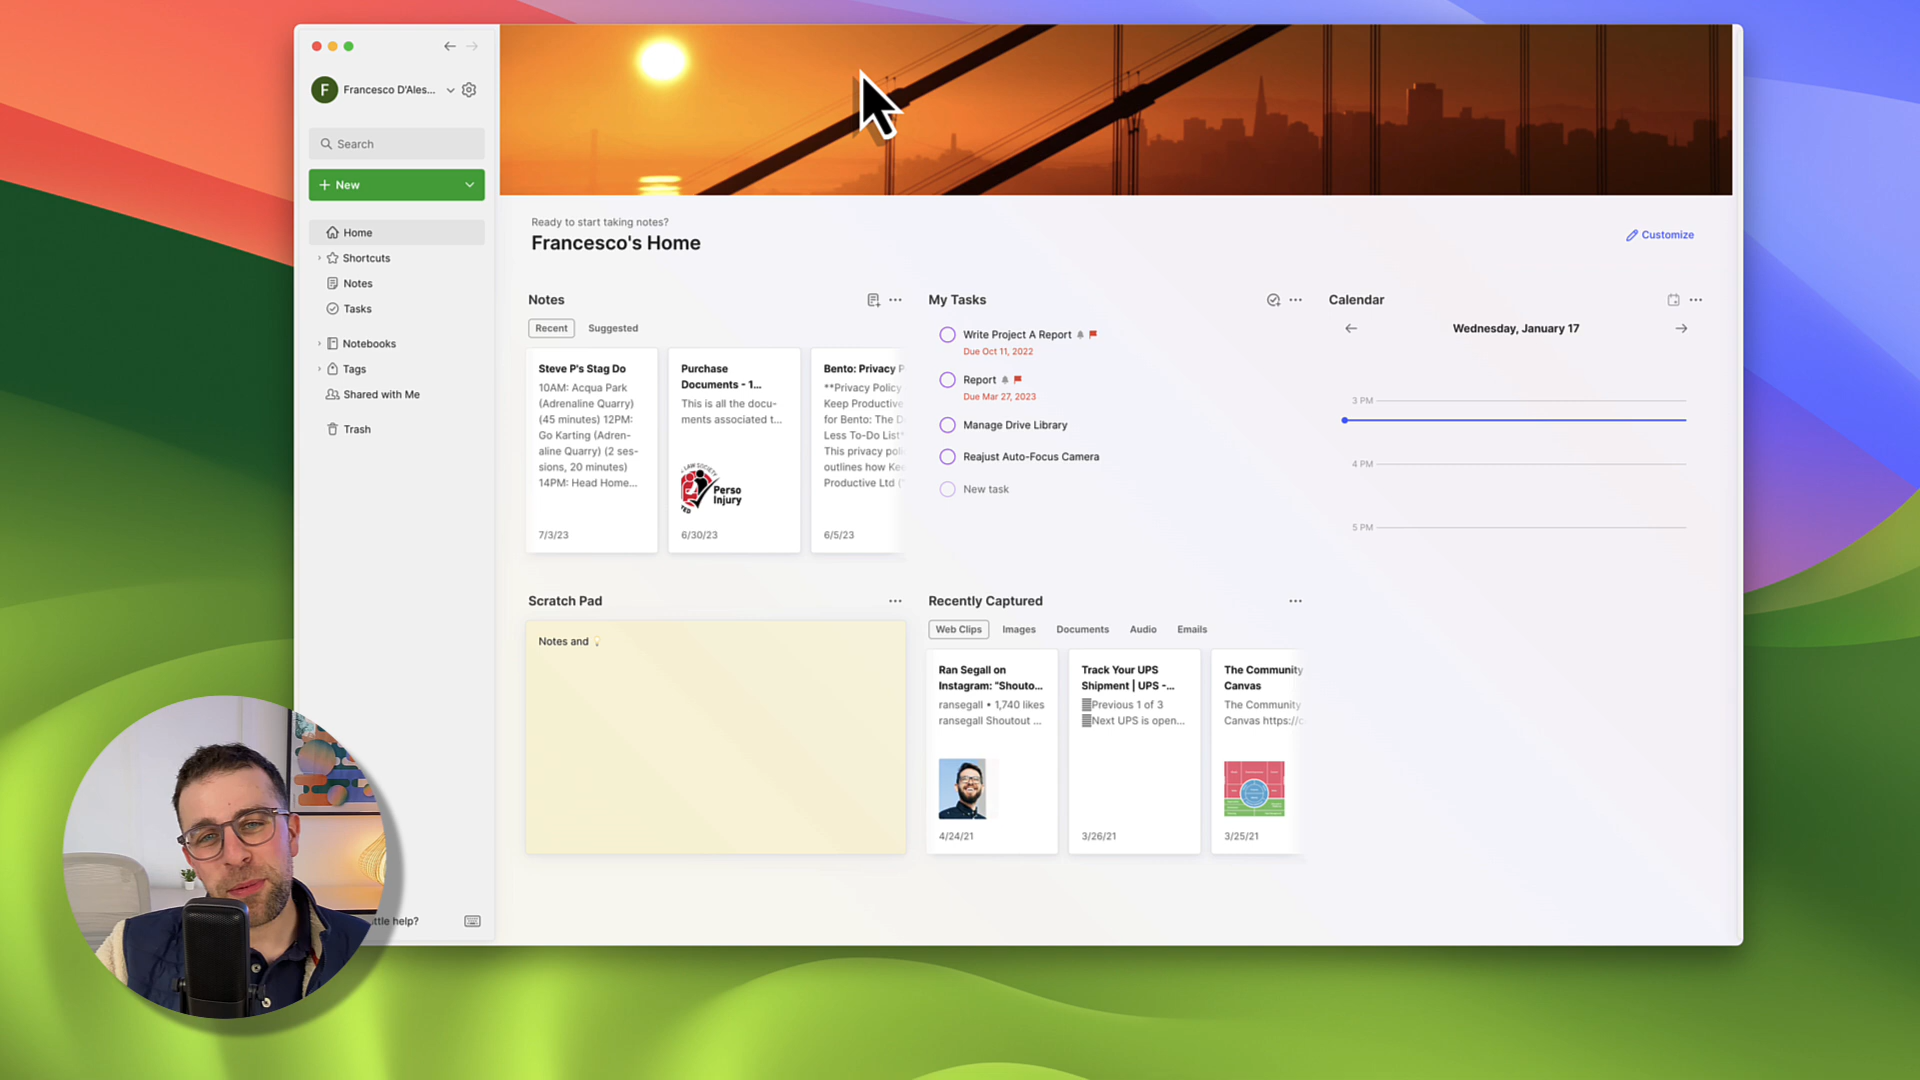 F
Francesco D'Ales...
Search
New
Home
Shortcuts
Notes
Tasks
Notebooks
Tags
Shared with Me
Trash
ttle help?
Ready to start taking notes?
Francesco's Home
Customize
Notes
Recent
Suggested
Steve P's Stag Do
10AM: Acqua Park
(Adrenaline Quarry)
(45 minutes) 12PM:
Go Karting (Adren-
aline Quarry) (2 ses-
sions, 20 minutes)
14PM: Head Home...
7/3/23
Purchase
Documents - 1...
This is all the docu-
ments associated t...
LAW SOCIETY
Perso
Injury
TED
6/30/23
Bento: Privacy P
**Privacy Policy
Keep Productive
for Bento: The D
Less To-Do List*
This privacy poli
outlines how Kee
Productive Ltd ("
6/5/23
My Tasks
Write Project A Report
Due Oct 11, 2022
Report
Due Mar 27, 2023
Manage Drive Library
Reajust Auto-Focus Camera
New task
Calendar
Wednesday, January 17
3 PM
4 PM
5 PM
Scratch Pad
Notes and
Recently Captured
Web Clips
Images
Documents
Audio
Emails
Ran Segall on
Instagram: "Shouto...
ransegall • 1,740 likes
ransegall Shoutout ...
4/24/21
Track Your UPS
Shipment | UPS -...
Previous 1 of 3
Next UPS is open...
3/26/21
The Community
Canvas
The Community
Canvas https://c
3/25/21